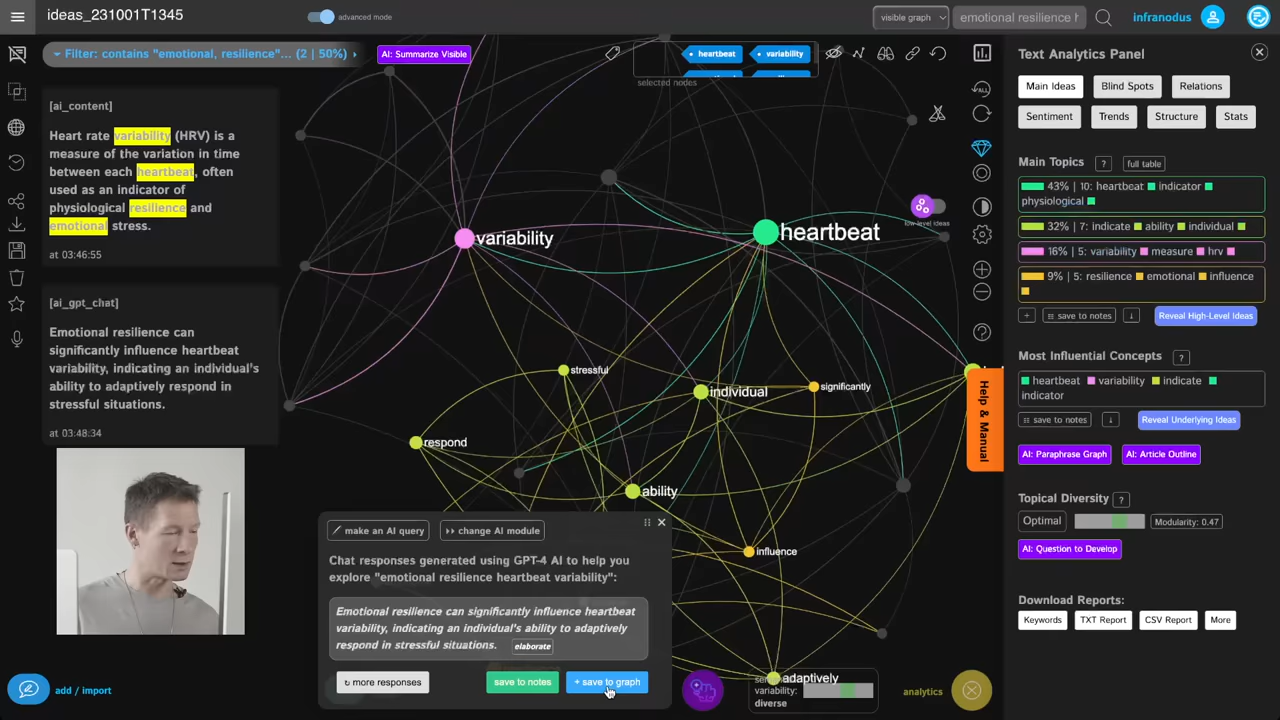 ideas_231001T1345
advanced mode
visible graph
emotional resilience h
infranodus
Filter: contains "emotional, resilience"... (2 | 50%)
AI: Summarize Visible
heartbeat
variability
selected nodes
[ai_content]
Heart rate variability (HRV) is a
measure of the variation in time
between each heartbeat, often
used as an indicator of
physiological resilience and
emotional stress.
at 03:46:55
[ai_gpt_chat]
Emotional resilience can
significantly influence heartbeat
variability, indicating an individual's
ability to adaptively respond in
stressful situations.
at 03:48:34
variability
heartbeat
low-level ideas
stressful
individual
significantly
respond
ability
influence
adaptively
make an AI query
change AI module
Chat responses generated using GPT-4 AI to help you
explore "emotional resilience heartbeat variability":
Emotional resilience can significantly influence heartbeat
variability, indicating an individual's ability to adaptively
respond in stressful situations. elaborate
↻ more responses
save to notes
+ save to graph
variability:
diverse
analytics
add / import
Help & Manual
Text Analytics Panel
Main Ideas
Blind Spots
Relations
Sentiment
Trends
Structure
Stats
Main Topics ? full table
43% | 10: heartbeat indicator
physiological
32% | 7: indicate ability individual
16% | 5: variability measure hrv
9% | 5: resilience emotional influence
+ save to notes ↓ Reveal High-Level Ideas
Most Influential Concepts ?
heartbeat variability indicate
indicator
save to notes ↓ Reveal Underlying Ideas
AI: Paraphrase Graph
AI: Article Outline
Topical Diversity ?
Optimal
Modularity: 0.47
AI: Question to Develop
Download Reports:
Keywords
TXT Report
CSV Report
More